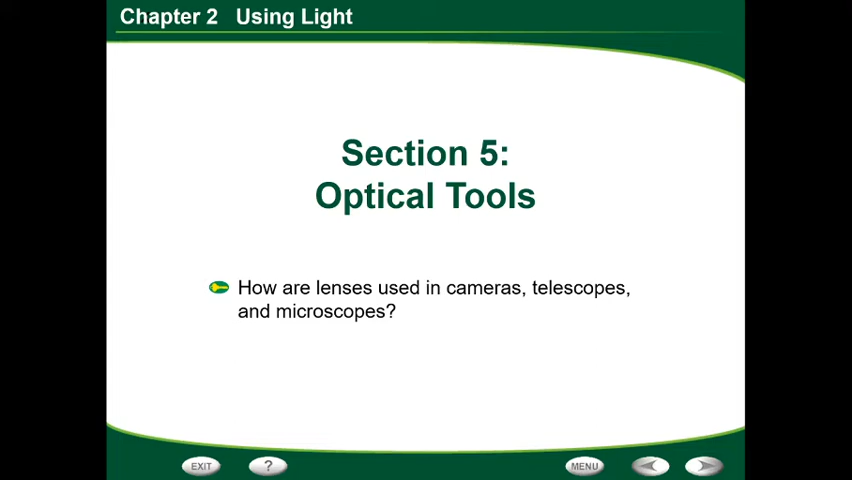 Chapter 2 Using Light
Section 5:
Optical Tools
How are lenses used in cameras, telescopes,
and microscopes?
EXIT ? MENU